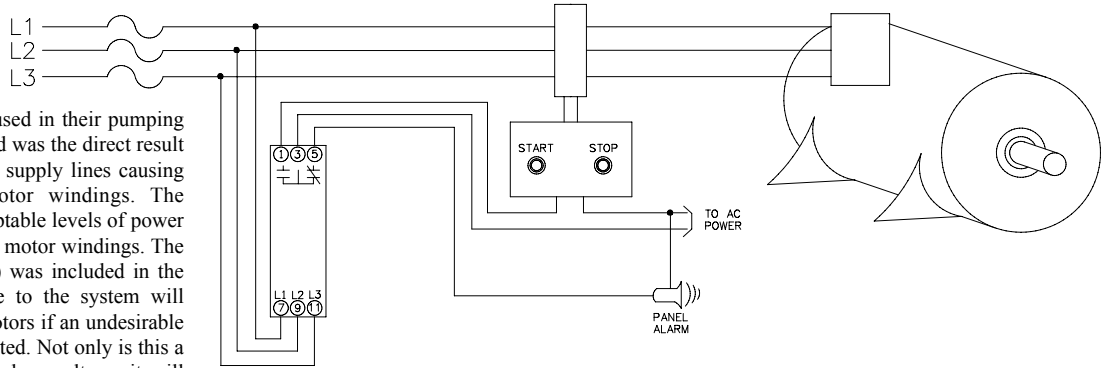 L1
L2
L3
used in their pumping
d was the direct result
supply lines causing
otor windings. The
ptable levels of power
motor windings. The
) was included in the
e to the system will
otors if an undesirable
ted. Not only is this a
1 3 5
L1 L2 L3
7 9 11
START STOP
TO AC
POWER
PANEL
ALARM